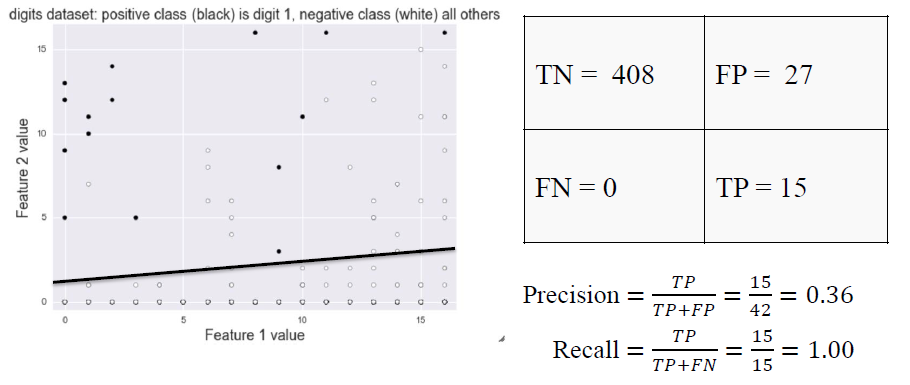 digits dataset: positive class (black) is digit 1, negative class (white) all others
15
10
5
0
Feature 2 value
0 5 10 15
Feature 1 value
TN = 408 FP = 27
FN = 0 TP = 15
Precision = TP/TP+FP = 15/42 = 0.36
Recall = TP/TP+FN = 15/15 = 1.00